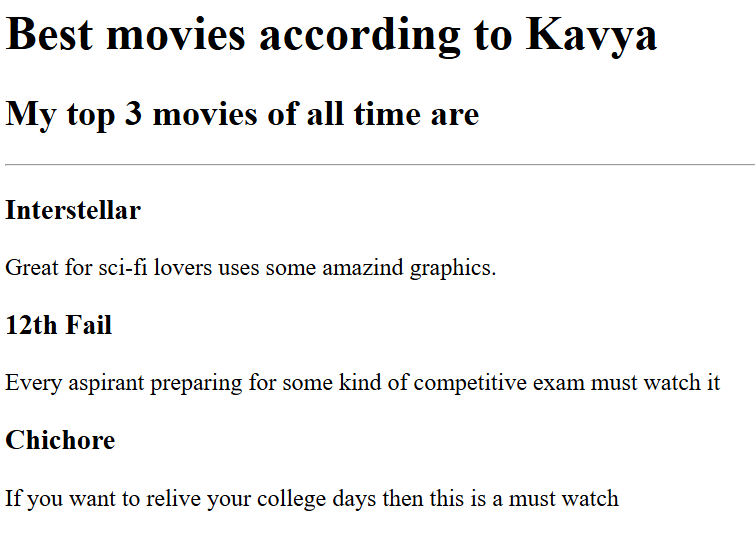 Best movies according to Kavya
My top 3 movies of all time are
Interstellar
Great for sci-fi lovers uses some amazind graphics.
12th Fail
Every aspirant preparing for some kind of competitive exam must watch it
Chichore
If you want to relive your college days then this is a must watch